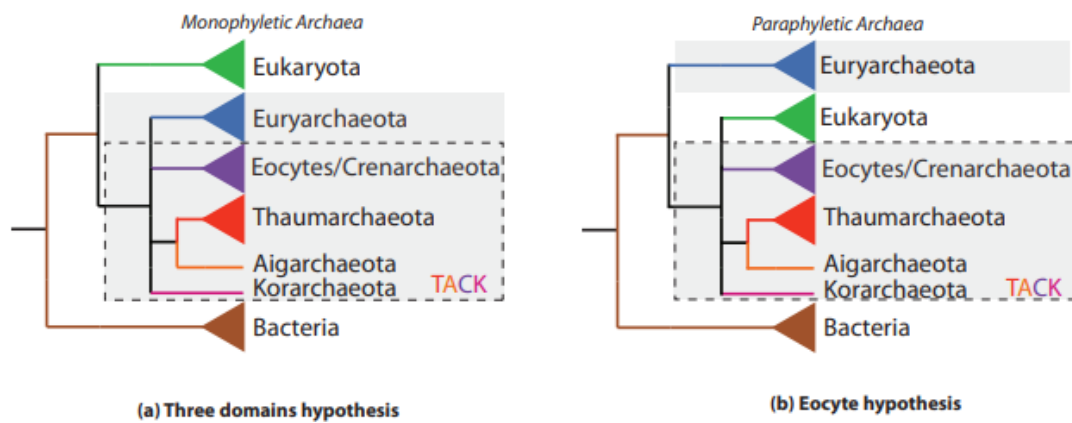 Monophyletic Archaea
Eukaryota
Euryarchaeota
Eocytes/Crenarchaeota
Thaumarchaeota
Aigarchaeota
Korarchaeota TACK
Bacteria
(a) Three domains hypothesis
Paraphyletic Archaea
Euryarchaeota
Eukaryota
Eocytes/Crenarchaeota
Thaumarchaeota
Aigarchaeota
Korarchaeota TACK
Bacteria
(b) Eocyte hypothesis